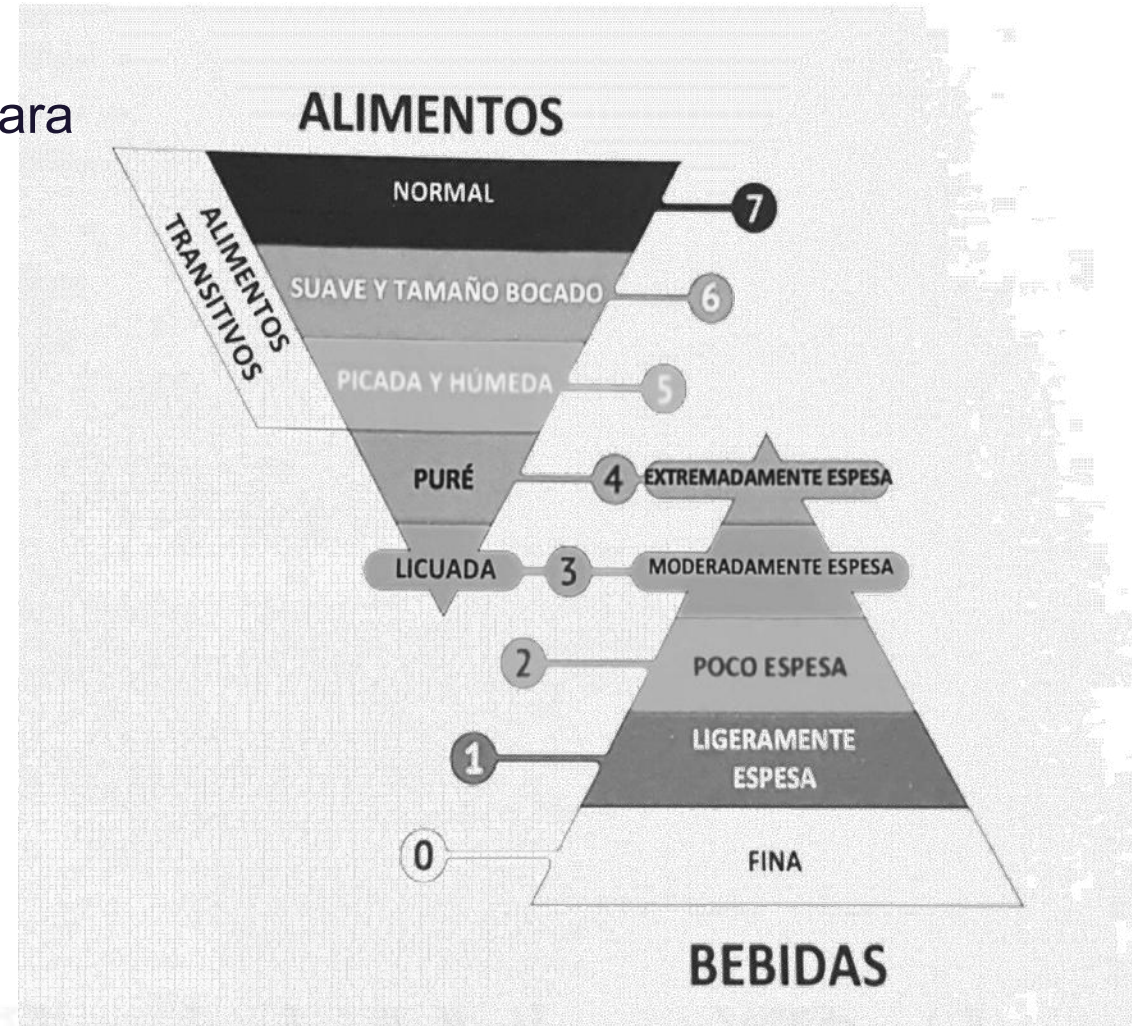 ara
ALIMENTOS
NORMAL
7
ALIMENTOS
TRANSITIVOS
SUAVE Y TAMAÑO BOCADO
6
PICADA Y HÚMEDA
5
PURÉ
4
EXTREMADAMENTE ESPESA
LICUADA
3
MODERADAMENTE ESPESA
2
POCO ESPESA
1
LIGERAMENTE
ESPESA
0
FINA
BEBIDAS